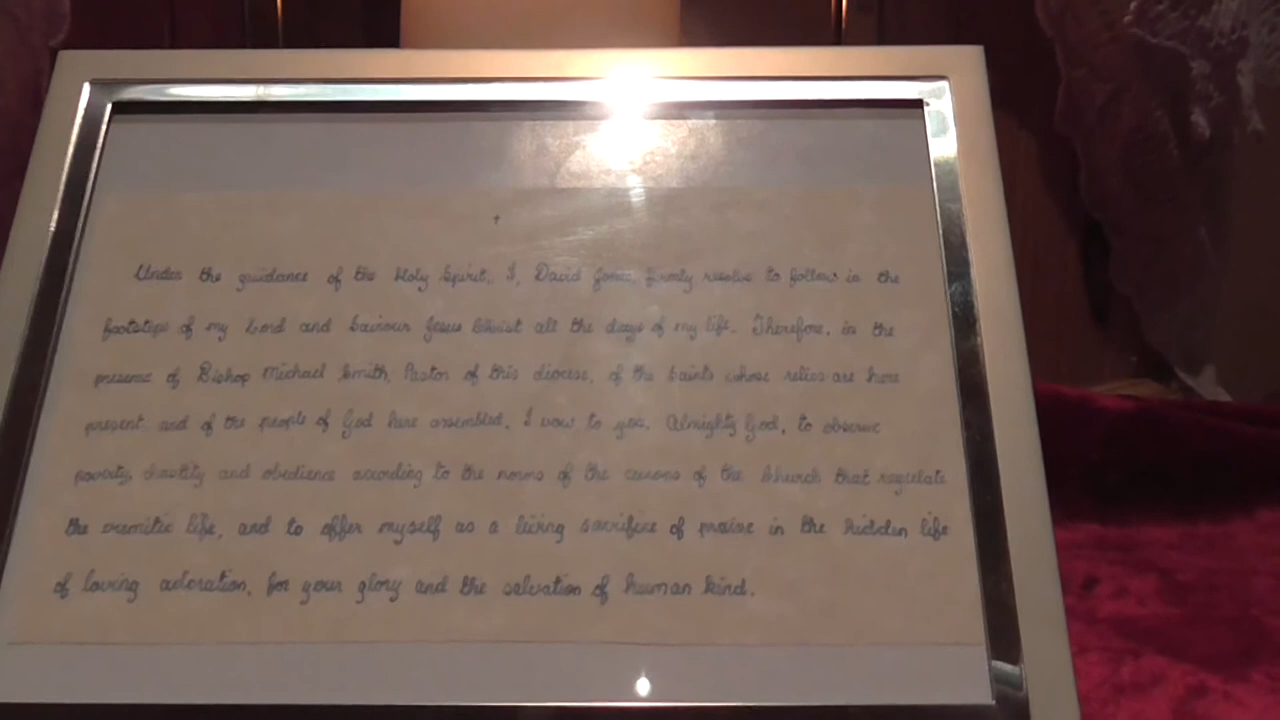 Under the guidance of the Holy Spirit, I, David Jones, firmly resolve to follow in the
footsteps of my Lord and Saviour Jesus Christ all the days of my life. Therefore, in the
presence of Bishop Michael Smith, Pastor of this diocese, of the Saints whose relics are here
present and of the people of God here assembled, I vow to you, Almighty God, to observe
poverty, chastity and obedience according to the norms of the canons of the Church that regulate
the eremitic life, and to offer myself as a living sacrifice of praise in the hidden life
of loving adoration, for your glory and the salvation of human kind.